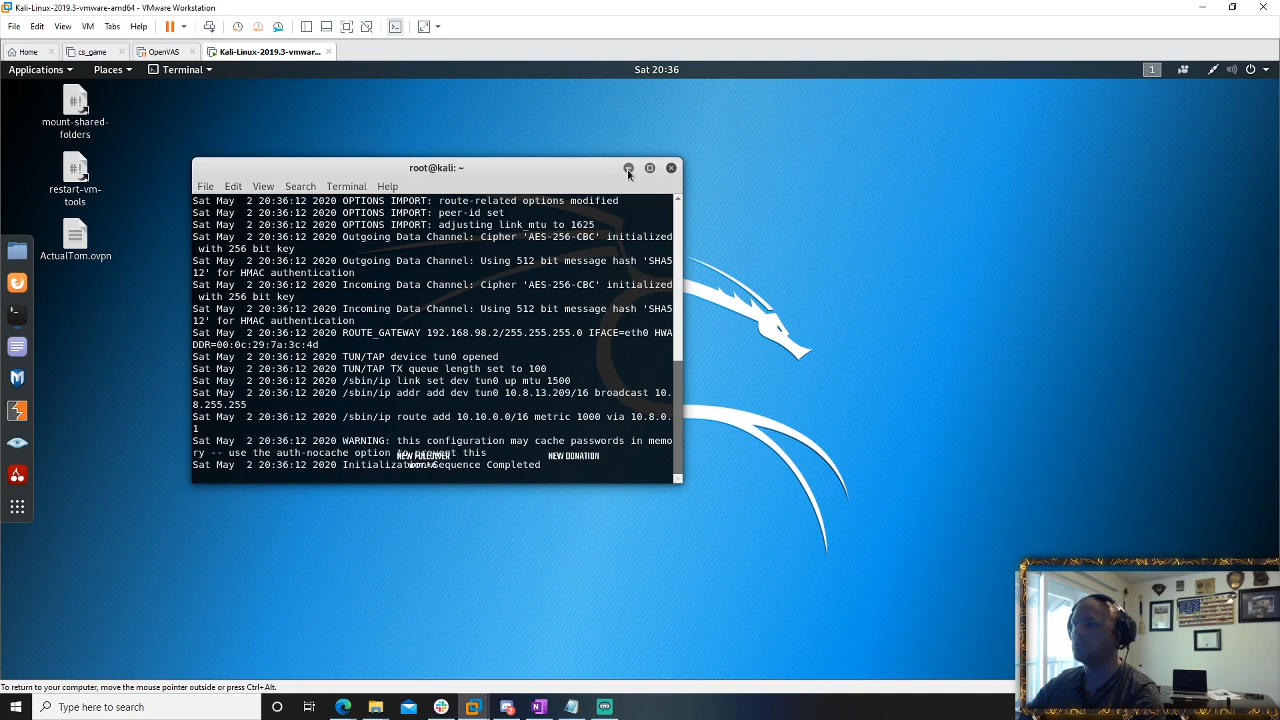 Kali-Linux-2019.3-vmware-amd64 - VMware Workstation
File Edit View VM Tabs Help
Home cs_game OpenVAS Kali-Linux-2019.3-vmwar...
Applications Places Terminal Sat 20:36 1
mount-shared-
folders
restart-vm-
tools
ActualTom.ovpn
root@kali: ~
File Edit View Search Terminal Help
Sat May 2 20:36:12 2020 OPTIONS IMPORT: route-related options modified
Sat May 2 20:36:12 2020 OPTIONS IMPORT: peer-id set
Sat May 2 20:36:12 2020 OPTIONS IMPORT: adjusting link_mtu to 1625
Sat May 2 20:36:12 2020 Outgoing Data Channel: Cipher 'AES-256-CBC' initialized
with 256 bit key
Sat May 2 20:36:12 2020 Outgoing Data Channel: Using 512 bit message hash 'SHA5
12' for HMAC authentication
Sat May 2 20:36:12 2020 Incoming Data Channel: Cipher 'AES-256-CBC' initialized
with 256 bit key
Sat May 2 20:36:12 2020 Incoming Data Channel: Using 512 bit message hash 'SHA5
12' for HMAC authentication
Sat May 2 20:36:12 2020 ROUTE_GATEWAY 192.168.98.2/255.255.255.0 IFACE=eth0 HWA
DDR=00:0c:29:7a:3c:4d
Sat May 2 20:36:12 2020 TUN/TAP device tun0 opened
Sat May 2 20:36:12 2020 TUN/TAP TX queue length set to 100
Sat May 2 20:36:12 2020 /sbin/ip link set dev tun0 up mtu 1500
Sat May 2 20:36:12 2020 /sbin/ip addr add dev tun0 10.8.13.209/16 broadcast 10.
8.255.255
Sat May 2 20:36:12 2020 /sbin/ip route add 10.10.0.0/16 metric 1000 via 10.8.0.
1
Sat May 2 20:36:12 2020 WARNING: this configuration may cache passwords in memo
ry -- use the auth-nocache option to prevent this
NEW FOLLOWER NEW DONATION
Sat May 2 20:36:12 2020 Initialization Sequence Completed
To return to your computer, move the mouse pointer outside or press Ctrl+Alt.
Type here to search